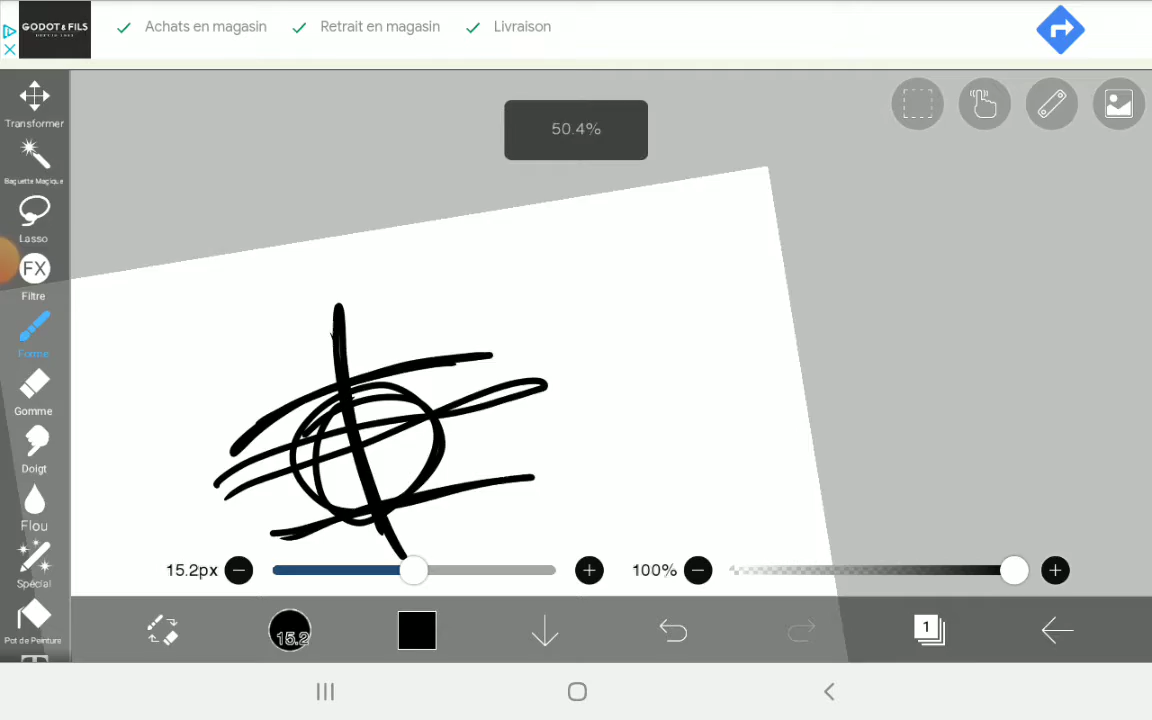 GODOT & FILS
Achats en magasin
Retrait en magasin
Livraison
50.4%
Transformer
Baguette Magique
Lasso
FX
Filtre
Forme
Gomme
Doigt
Flou
Spécial
Pot de Peinture
15.2px
100%
15.2
1